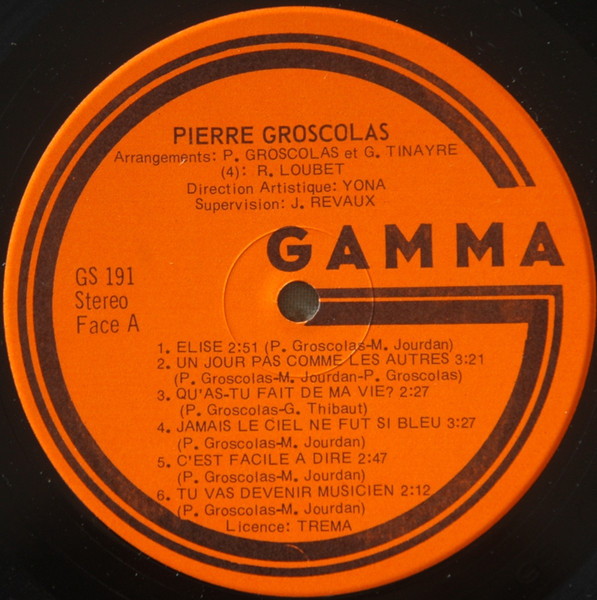 PIERRE GROSCOLAS
Arrangements: P. GROSCOLAS et G. TINAYRE
(4): R. LOUBET
Direction Artistique: YONA
Supervision: J. REVAUX
GAMMA
GS 191
Stereo
Face A
1. ELISE 2:51 (P. Groscolas-M. Jourdan)
2. UN JOUR PAS COMME LES AUTRES 3:21
(P. Groscolas-M. Jourdan-P. Groscolas)
3. QU'AS-TU FAIT DE MA VIE? 2:27
(P. Groscolas-G. Thibaut)
4. JAMAIS LE CIEL NE FUT SI BLEU 3:27
(P. Groscolas-M. Jourdan)
5. C'EST FACILE A DIRE 2:47
(P. Groscolas-M. Jourdan)
6. TU VAS DEVENIR MUSICIEN 2:12
(P. Groscolas-M. Jourdan)
Licence: TREMA